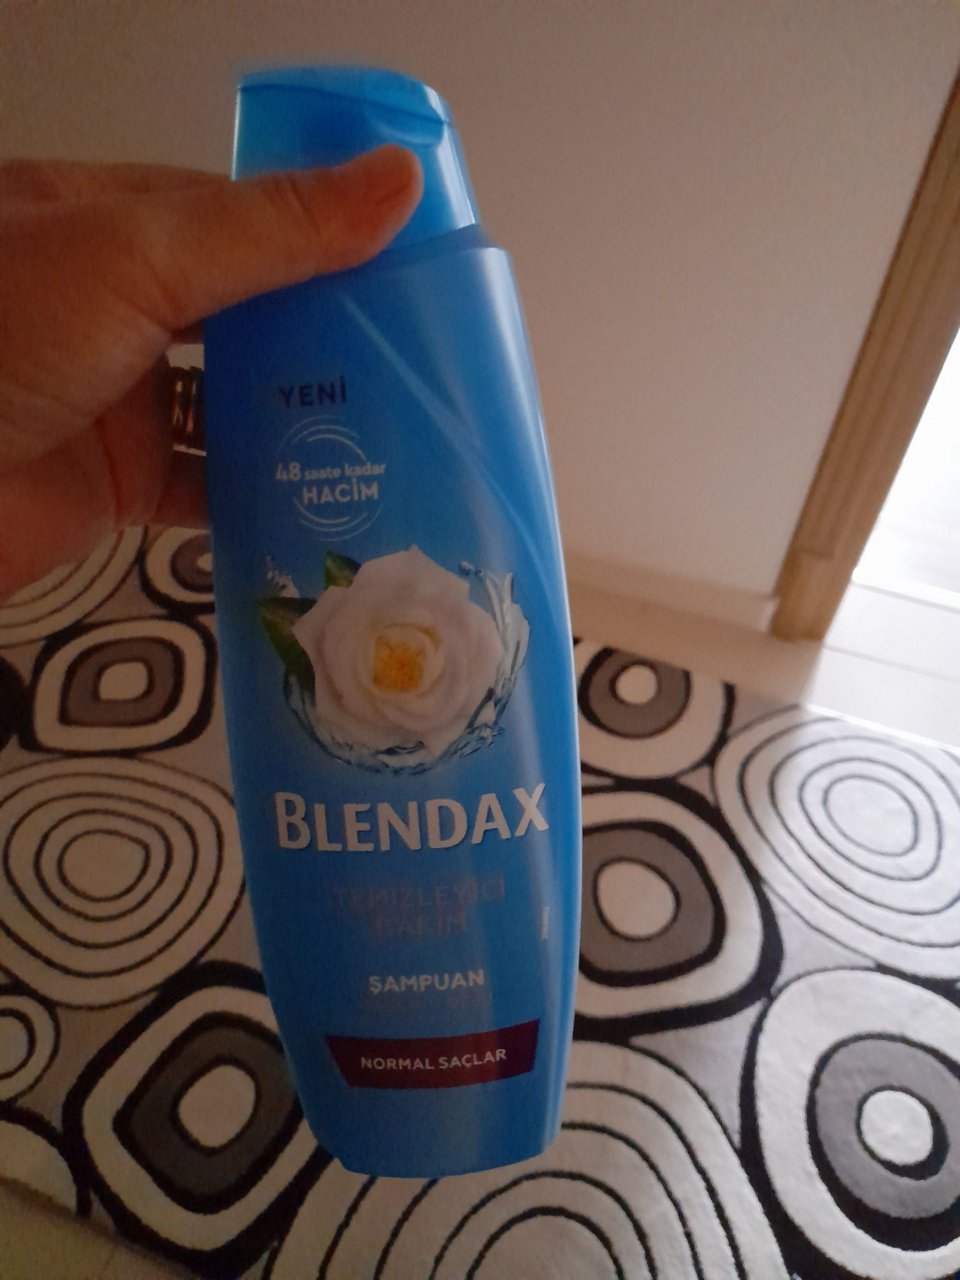 YENİ
48 saate kadar
HACİM
BLENDAX
TEMİZLEYİCİ
BAKIM
ŞAMPUAN
NORMAL SAÇLAR